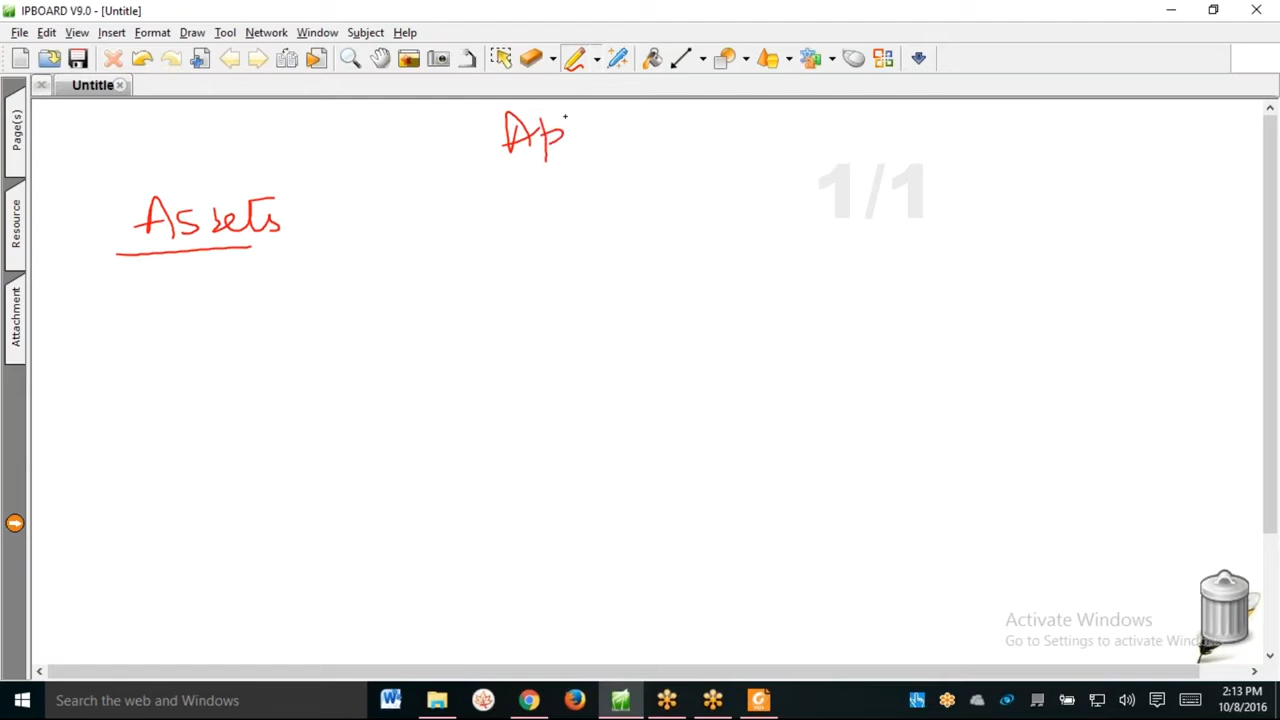 IPBOARD V9.0 - [Untitle]
File Edit View Insert Format Draw Tool Network Window Subject Help
Untitle
Page(s)
Resource
Attachment
Ap
Assets
1/1
Activate Windows
Go to Settings to activate Wind
Search the web and Windows
2:13 PM
10/8/2016